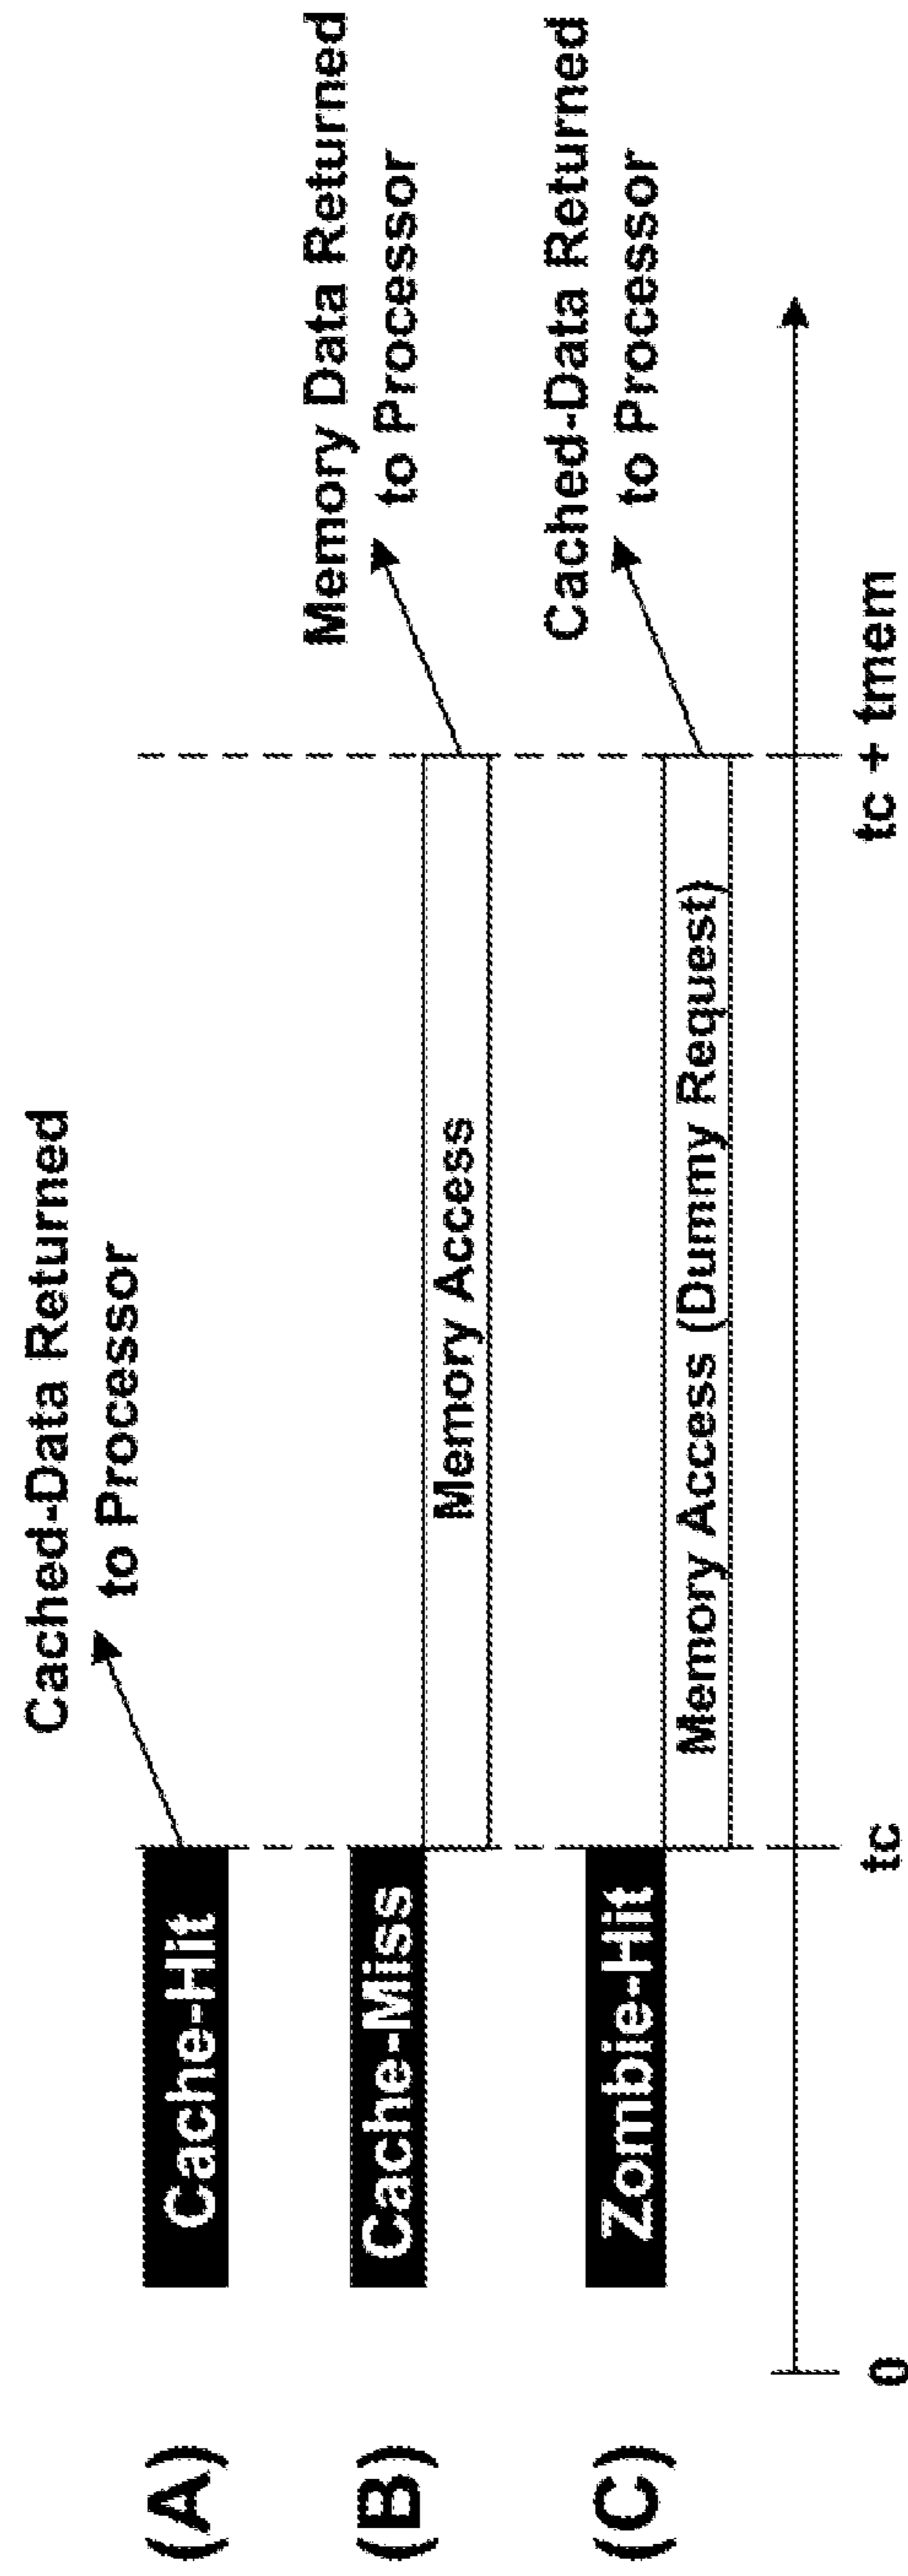 (A)
Cache-Hit
Cached-Data Returned
to Processor
(B)
Cache-Miss
Memory Access
Memory Data Returned
to Processor
(C)
Zombie-Hit
Memory Access (Dummy Request)
Cached-Data Returned
to Processor
0
tc
tc + tmem